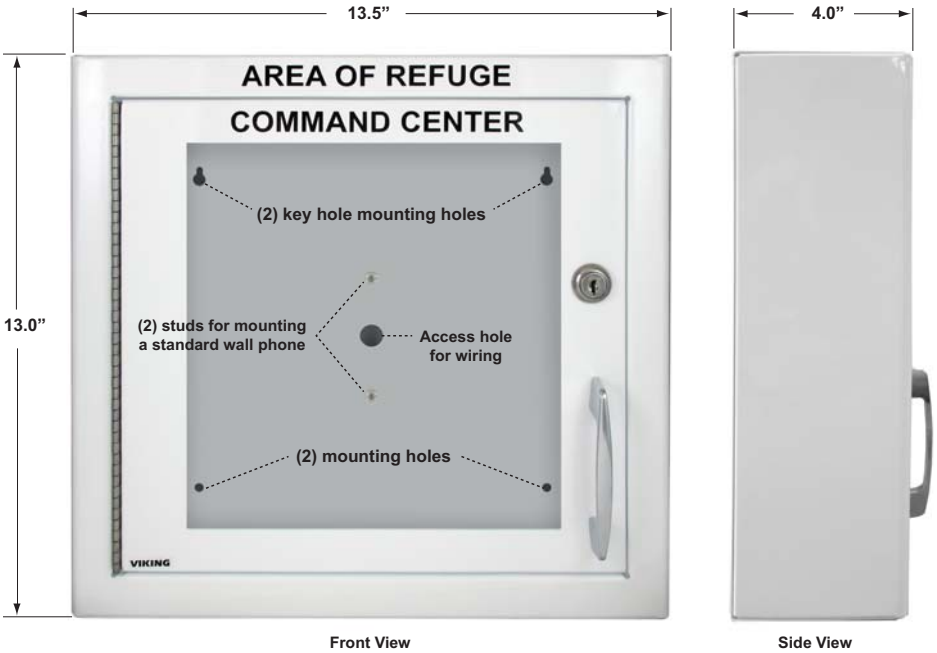 13.5”
4.0”
AREA OF REFUGE
COMMAND CENTER
(2) key hole mounting holes
13.0”
(2) studs for mounting
a standard wall phone
Access hole
for wiring
(2) mounting holes
VIKING
Front View
Side View